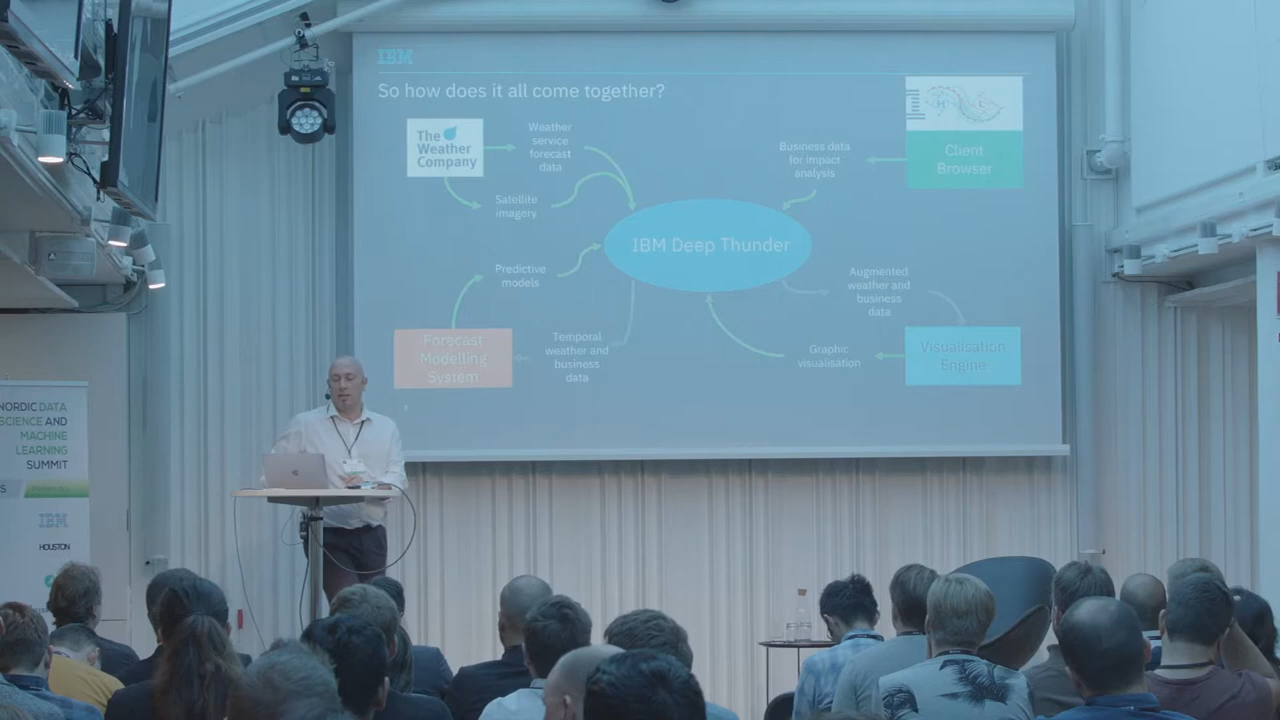 IBM
So how does it all come together?
The
Weather
Company
Weather
service
forecast
data
Satellite
imagery
Business data
for impact
analysis
Client
Browser
IBM Deep Thunder
Predictive
models
Augmented
weather and
business
data
Forecast
Modelling
System
Temporal
weather and
business
data
Graphic
visualisation
Visualisation
Engine
NORDIC DATA
SCIENCE AND
MACHINE
LEARNING
SUMMIT
IBM
HOUSTON